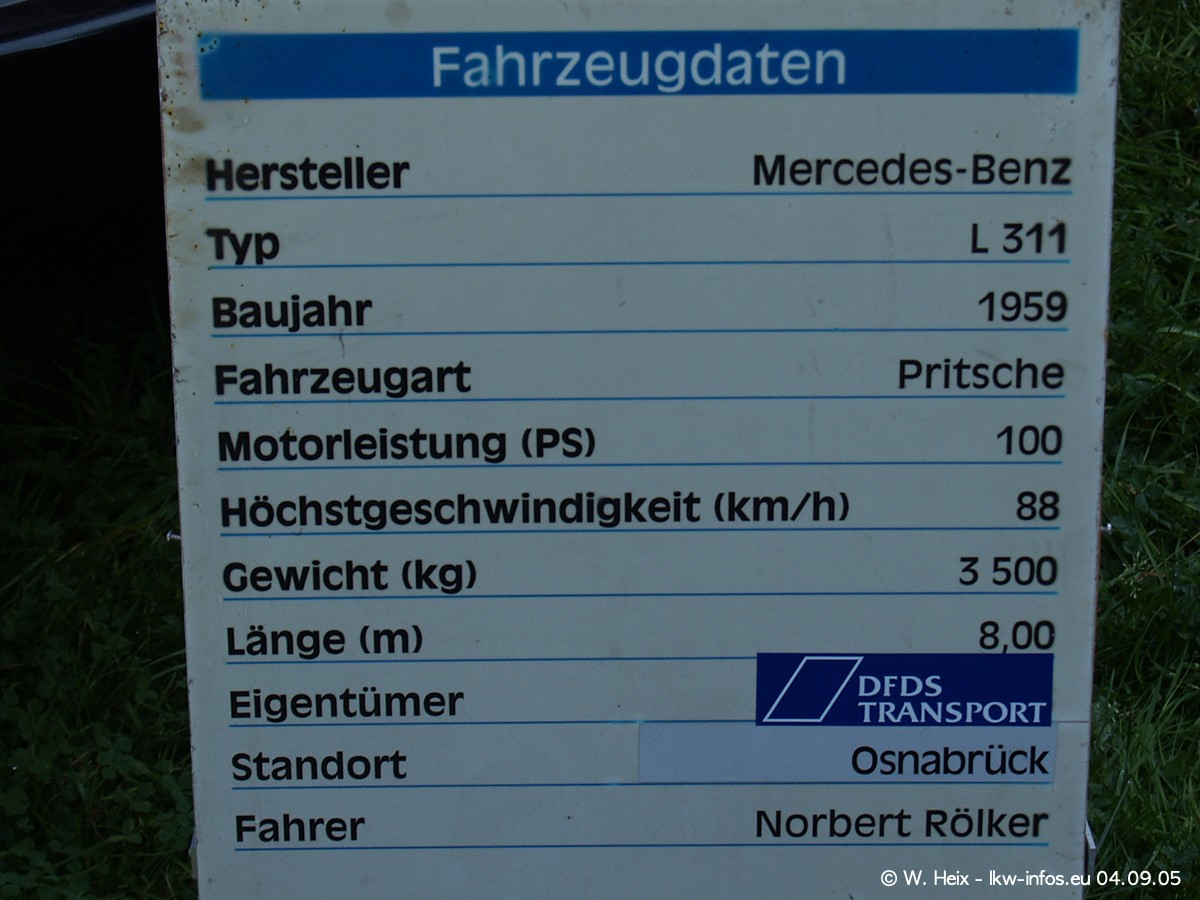 Fahrzeugdaten
Hersteller Mercedes-Benz
Typ L 311
Baujahr 1959
Fahrzeugart Pritsche
Motorleistung (PS) 100
Höchstgeschwindigkeit (km/h) 88
Gewicht (kg) 3 500
Länge (m) 8,00
Eigentümer DFDS TRANSPORT
Standort Osnabrück
Fahrer Norbert Rölker
© W. Heix - lkw-infos.eu 04.09.05